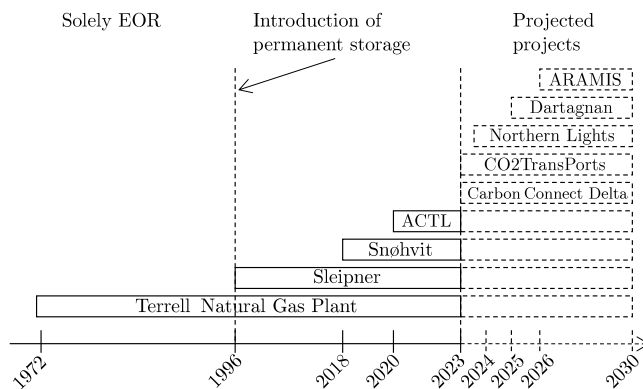 Solely EOR
Introduction of
permanent storage
Projected
projects
ARAMIS
Dartagnan
Northern Lights
CO2TransPorts
Carbon Connect Delta
ACTL
Snøhvit
Sleipner
Terrell Natural Gas Plant
1972
1996
2018
2020
2023
2024
2025
2026
2030